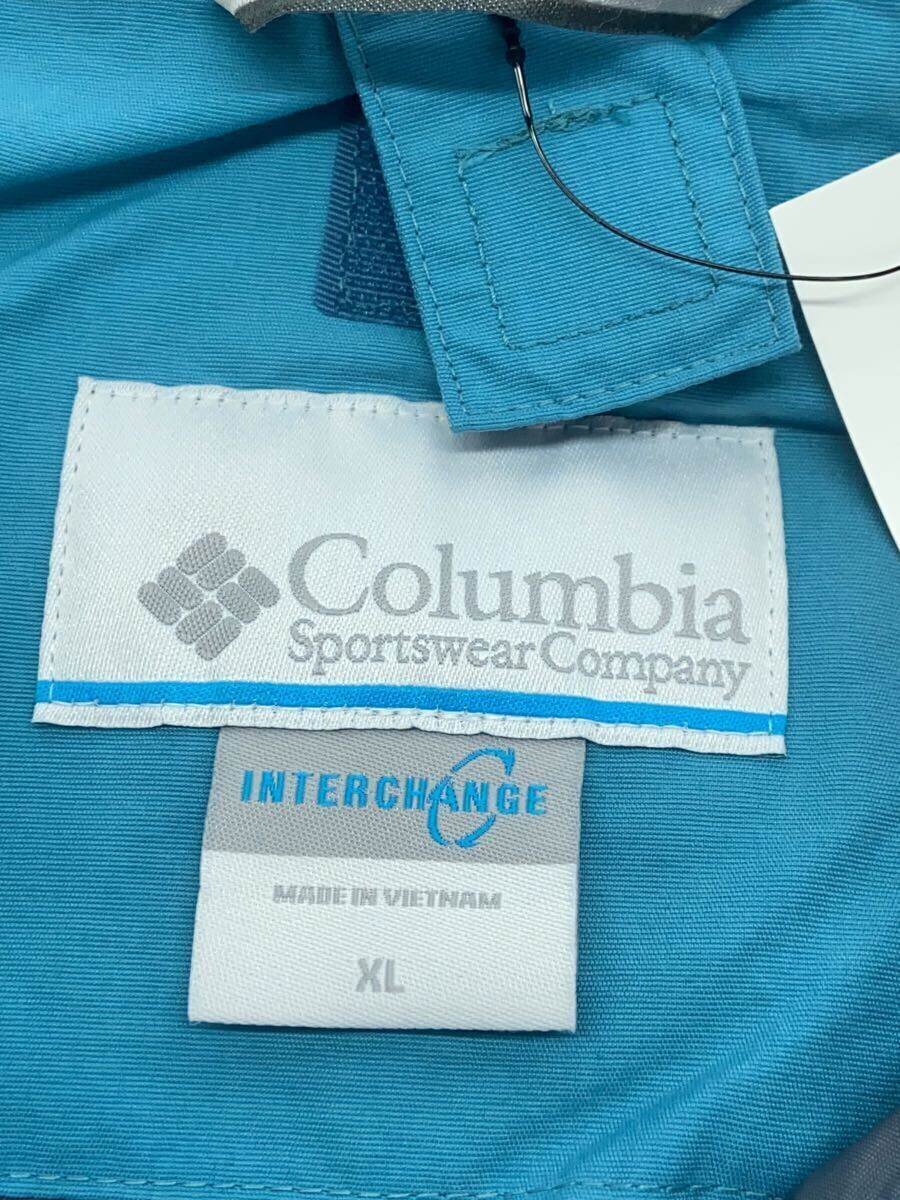 Columbia
Sportswear Company
INTERCHANGE
MADE IN VIETNAM
XL